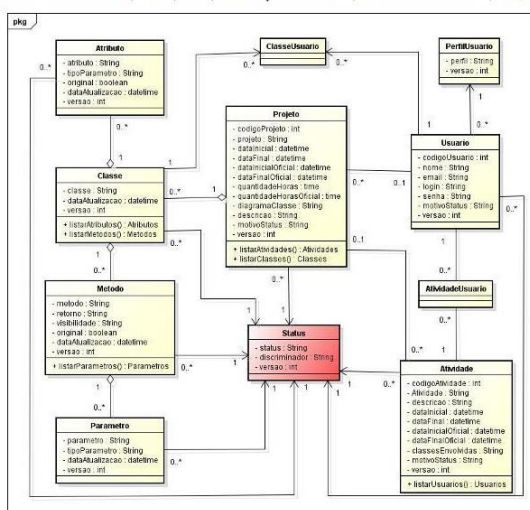 pkg
Atributo
- atributo : String
- tipoParametro : String
- original : boolean
- dataAtualizacao : datetime
- versao : int
ClasseUsuario
PerfilUsuario
- perfil : String
- versao : int
Projeto
- codigoProjeto : int
- projeto : String
- dataInicial : datetime
- dataFinal : datetime
- dataInicialOficial : datetime
- dataFinalOficial : datetime
- quantidadeHoras : time
- quantidadeHorasOficial : time
- diagramaClasse : String
- descricao : String
- motivoStatus : String
- versao : int
+ listarAtividades() : Atividades
+ listarClasses() : Classes
Usuario
- codigoUsuario : int
- nome : String
- email : String
- login : String
- senha : String
- motivoStatus : String
- versao : int
Classe
- classe : String
- dataAtualizacao : datetime
- versao : int
+ listarAtributos() : Atributos
+ listarMetodos() : Metodos
Metodo
- metodo : String
- retorno : String
- visibilidade : String
- original : boolean
- dataAtualizacao : datetime
- versao : int
+ listarParametros() : Parametros
AtividadeUsuario
Status
- status : String
- discriminador : String
- versao : int
Atividade
- codigoAtividade : int
- Atividade : String
- descricao : String
- dataInicial : datetime
- dataFinal : datetime
- dataInicialOficial : datetime
- dataFinalOficial : datetime
- classesEnvolvidas : String
- motivoStatus : String
- versao : int
+ listarUsuarios() : Usuarios
Parametro
- parametro : String
- tipoParametro : String
- dataAtualizacao : datetime
- versao : int